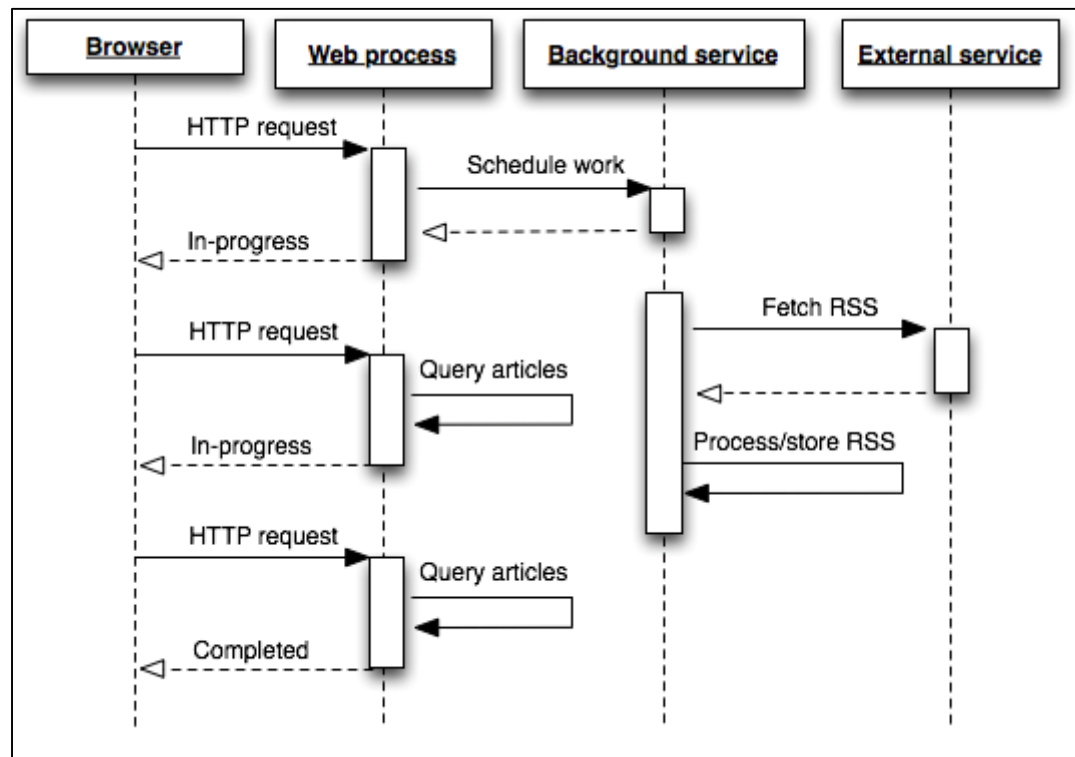 Browser
Web process
Background service
External service
HTTP request
Schedule work
In-progress
Fetch RSS
HTTP request
Query articles
In-progress
Process/store RSS
HTTP request
Query articles
Completed